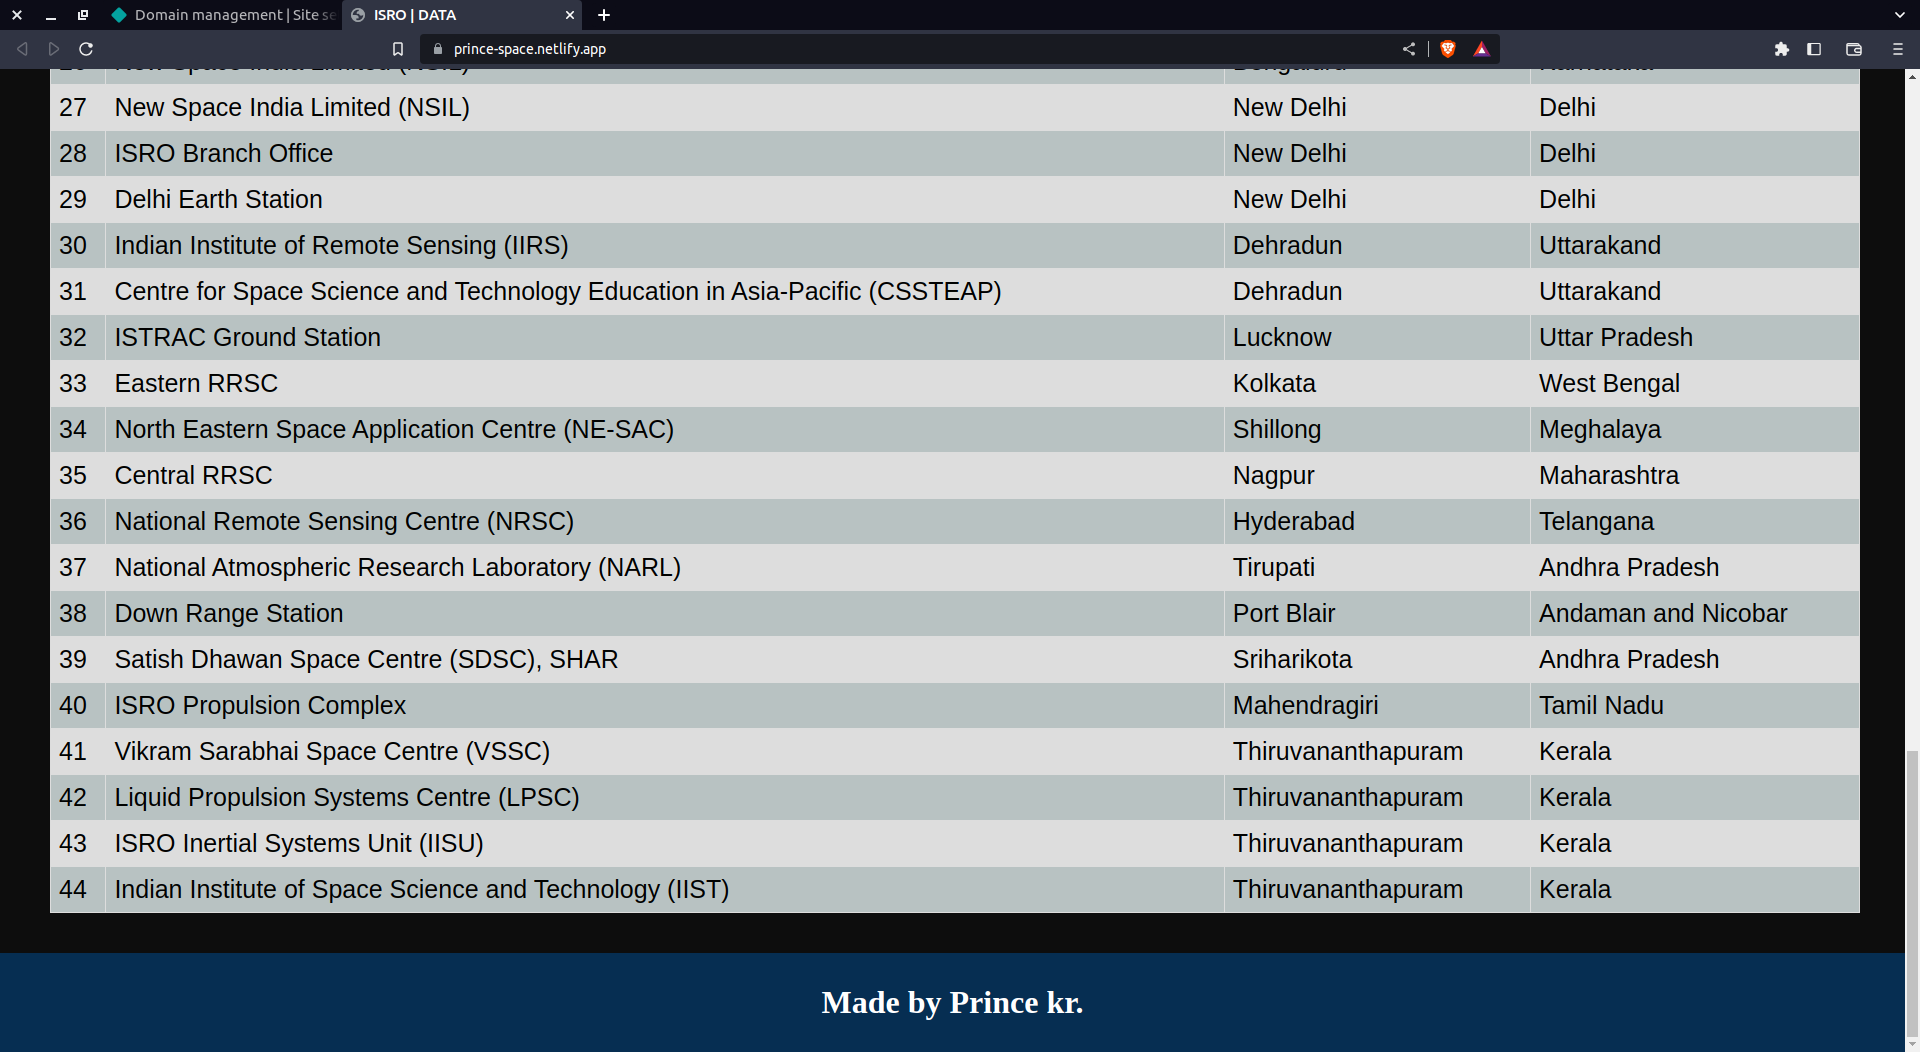 Domain management | Site se
ISRO | DATA
prince-space.netlify.app
27 New Space India Limited (NSIL) New Delhi Delhi
28 ISRO Branch Office New Delhi Delhi
29 Delhi Earth Station New Delhi Delhi
30 Indian Institute of Remote Sensing (IIRS) Dehradun Uttarakand
31 Centre for Space Science and Technology Education in Asia-Pacific (CSSTEAP) Dehradun Uttarakand
32 ISTRAC Ground Station Lucknow Uttar Pradesh
33 Eastern RRSC Kolkata West Bengal
34 North Eastern Space Application Centre (NE-SAC) Shillong Meghalaya
35 Central RRSC Nagpur Maharashtra
36 National Remote Sensing Centre (NRSC) Hyderabad Telangana
37 National Atmospheric Research Laboratory (NARL) Tirupati Andhra Pradesh
38 Down Range Station Port Blair Andaman and Nicobar
39 Satish Dhawan Space Centre (SDSC), SHAR Sriharikota Andhra Pradesh
40 ISRO Propulsion Complex Mahendragiri Tamil Nadu
41 Vikram Sarabhai Space Centre (VSSC) Thiruvananthapuram Kerala
42 Liquid Propulsion Systems Centre (LPSC) Thiruvananthapuram Kerala
43 ISRO Inertial Systems Unit (IISU) Thiruvananthapuram Kerala
44 Indian Institute of Space Science and Technology (IIST) Thiruvananthapuram Kerala
Made by Prince kr.